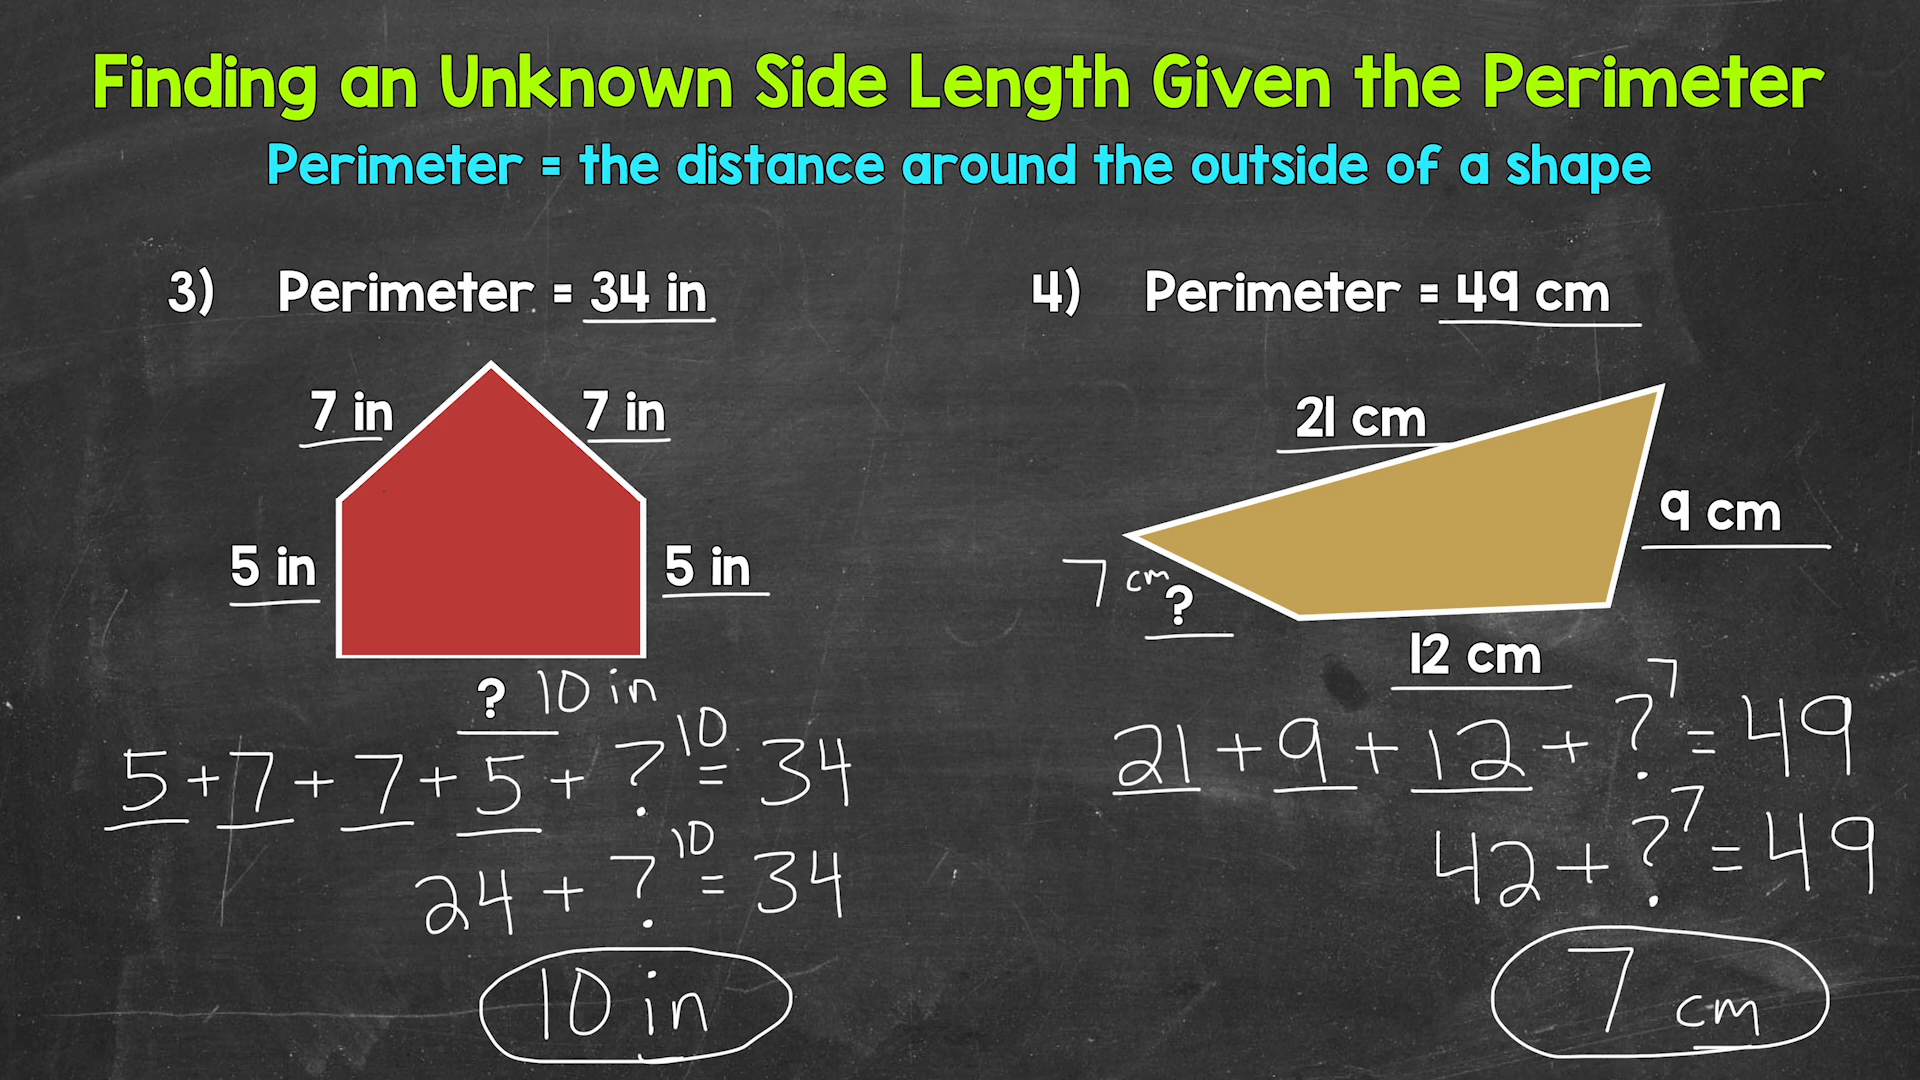 Finding an Unknown Side Length Given the Perimeter
Perimeter = the distance around the outside of a shape
3) Perimeter = 34 in
7 in
7 in
5 in
5 in
? 10 in
5 + 7 + 7 + 5 + ? 10 = 34
24 + ? 10 = 34
10 in
4) Perimeter = 49 cm
21 cm
9 cm
7 cm
?
12 cm
21 + 9 + 12 + ? 7 = 49
42 + ? 7 = 49
7 cm